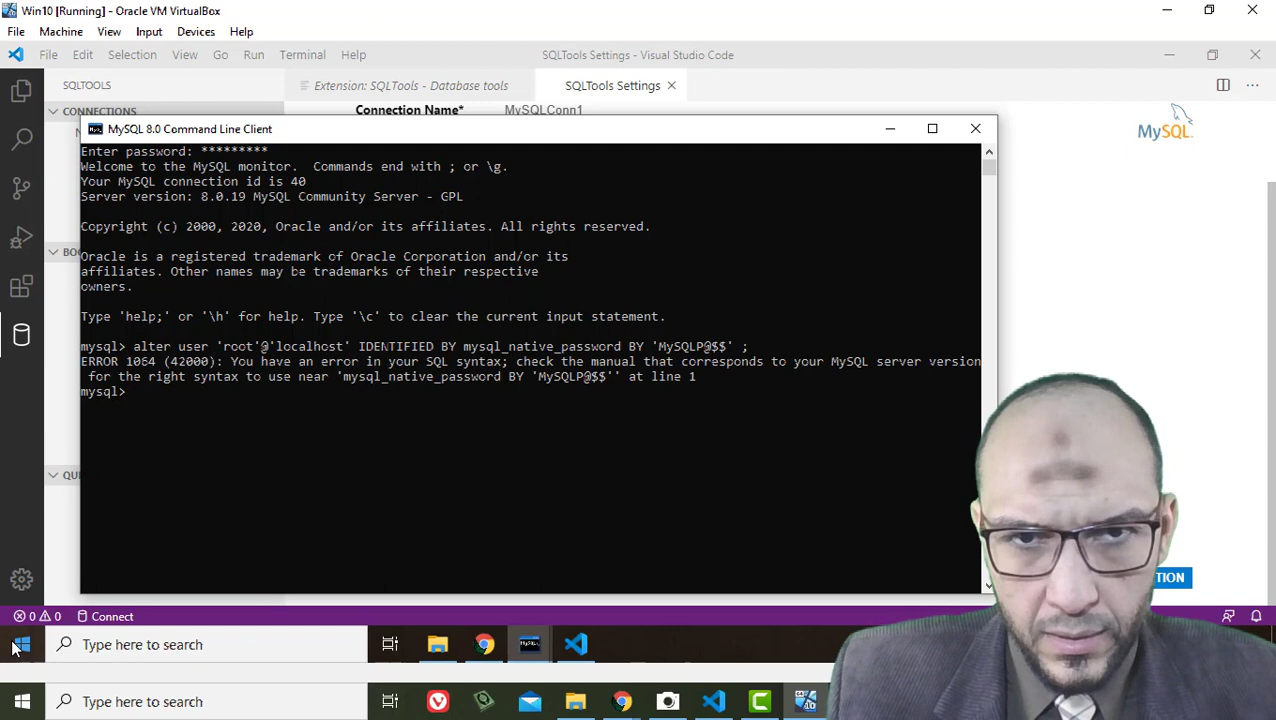 Win10 [Running] - Oracle VM VirtualBox
File Machine View Input Devices Help
File Edit Selection View Go Run Terminal Help SQLTools Settings - Visual Studio Code
SQLTOOLS Extension: SQLTools - Database tools SQLTools Settings
CONNECTIONS Connection Name* MySQLConn1
MySQL
MySQL 8.0 Command Line Client
Enter password: *********
Welcome to the MySQL monitor.  Commands end with ; or \g.
Your MySQL connection id is 40
Server version: 8.0.19 MySQL Community Server - GPL
Copyright (c) 2000, 2020, Oracle and/or its affiliates. All rights reserved.
Oracle is a registered trademark of Oracle Corporation and/or its
affiliates. Other names may be trademarks of their respective
owners.
Type 'help;' or '\h' for help. Type '\c' to clear the current input statement.
mysql> alter user 'root'@'localhost' IDENTIFIED BY mysql_native_password BY 'MySQLP@$$' ;
ERROR 1064 (42000): You have an error in your SQL syntax; check the manual that corresponds to your MySQL server version
for the right syntax to use near 'mysql_native_password BY 'MySQLP@$$'' at line 1
mysql>
BO
QU
TION
0 0 Connect
Type here to search
Type here to search